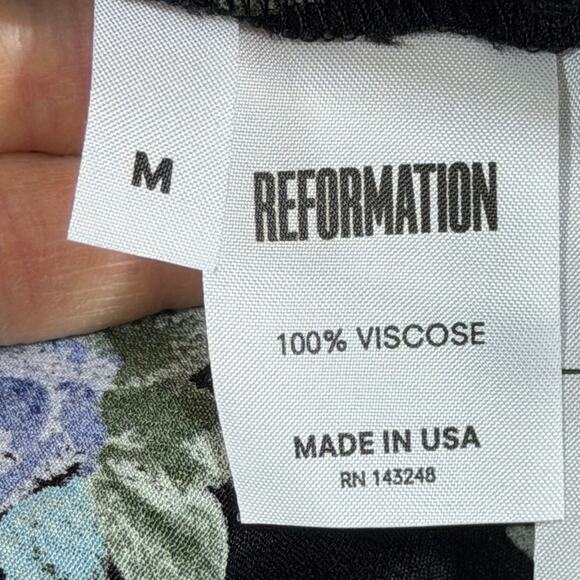 M
REFORMATION
100% VISCOSE
MADE IN USA
RN 143248